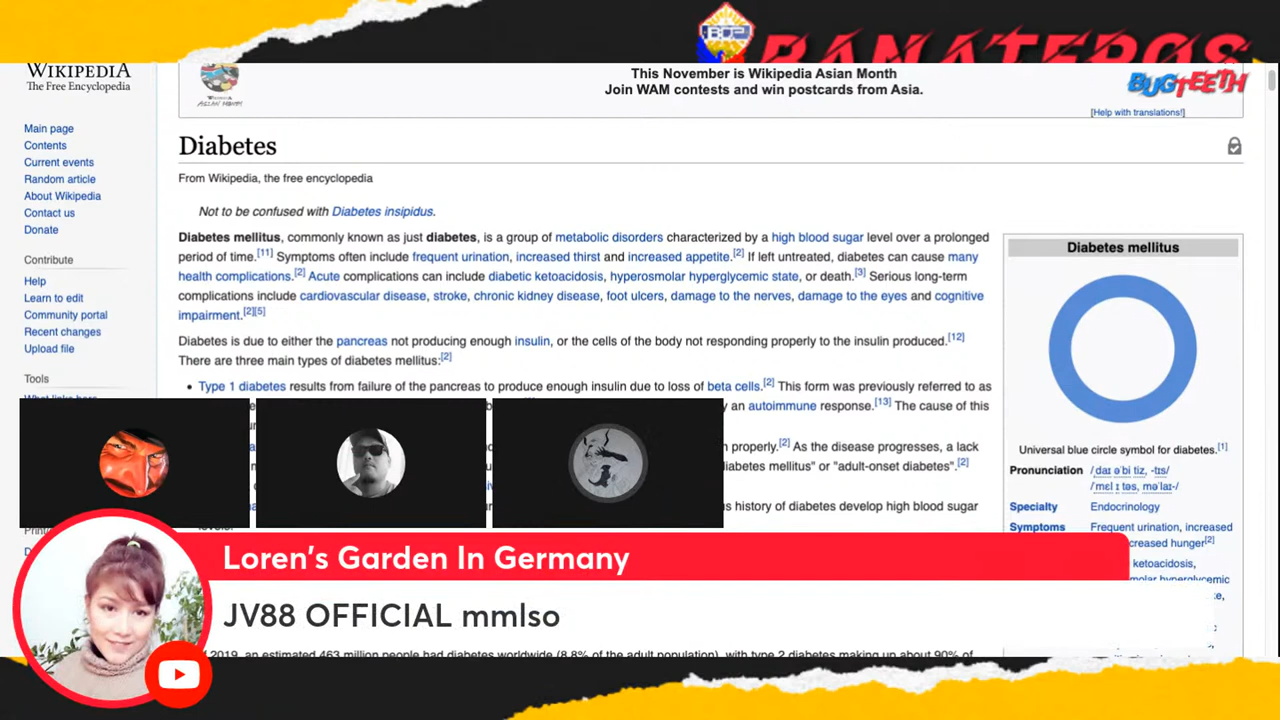 BANATEROS
WIKIPEDIA
The Free Encyclopedia
This November is Wikipedia Asian Month
Join WAM contests and win postcards from Asia.
BUGTEETH
[Help with translations!]
Main page
Contents
Current events
Random article
About Wikipedia
Contact us
Donate
Contribute
Help
Learn to edit
Community portal
Recent changes
Upload file
Tools
Diabetes
From Wikipedia, the free encyclopedia
Not to be confused with Diabetes insipidus.
Diabetes mellitus, commonly known as just diabetes, is a group of metabolic disorders characterized by a high blood sugar level over a prolonged
period of time.[11] Symptoms often include frequent urination, increased thirst and increased appetite.[2] If left untreated, diabetes can cause many
health complications.[2] Acute complications can include diabetic ketoacidosis, hyperosmolar hyperglycemic state, or death.[3] Serious long-term
complications include cardiovascular disease, stroke, chronic kidney disease, foot ulcers, damage to the nerves, damage to the eyes and cognitive
impairment.[2][5]
Diabetes is due to either the pancreas not producing enough insulin, or the cells of the body not responding properly to the insulin produced.[12]
There are three main types of diabetes mellitus:[2]
• Type 1 diabetes results from failure of the pancreas to produce enough insulin due to loss of beta cells.[2] This form was previously referred to as
y an autoimmune response.[13] The cause of this
properly.[2] As the disease progresses, a lack
diabetes mellitus" or "adult-onset diabetes".[2]
history of diabetes develop high blood sugar
Diabetes mellitus
Universal blue circle symbol for diabetes.[1]
Pronunciation /ˌdaɪəˈbiːtiːz, -tɪs/
/ˈmɛlɪtəs, məˈlaɪ-/
Specialty Endocrinology
Symptoms Frequent urination, increased
hunger[2]
ketoacidosis,
hyperglycemic
Loren's Garden In Germany
JV88 OFFICIAL mmlso
2019, an estimated 463 million people had diabetes worldwide (8.8% of the adult population), with type 2 diabetes making up about 90% of